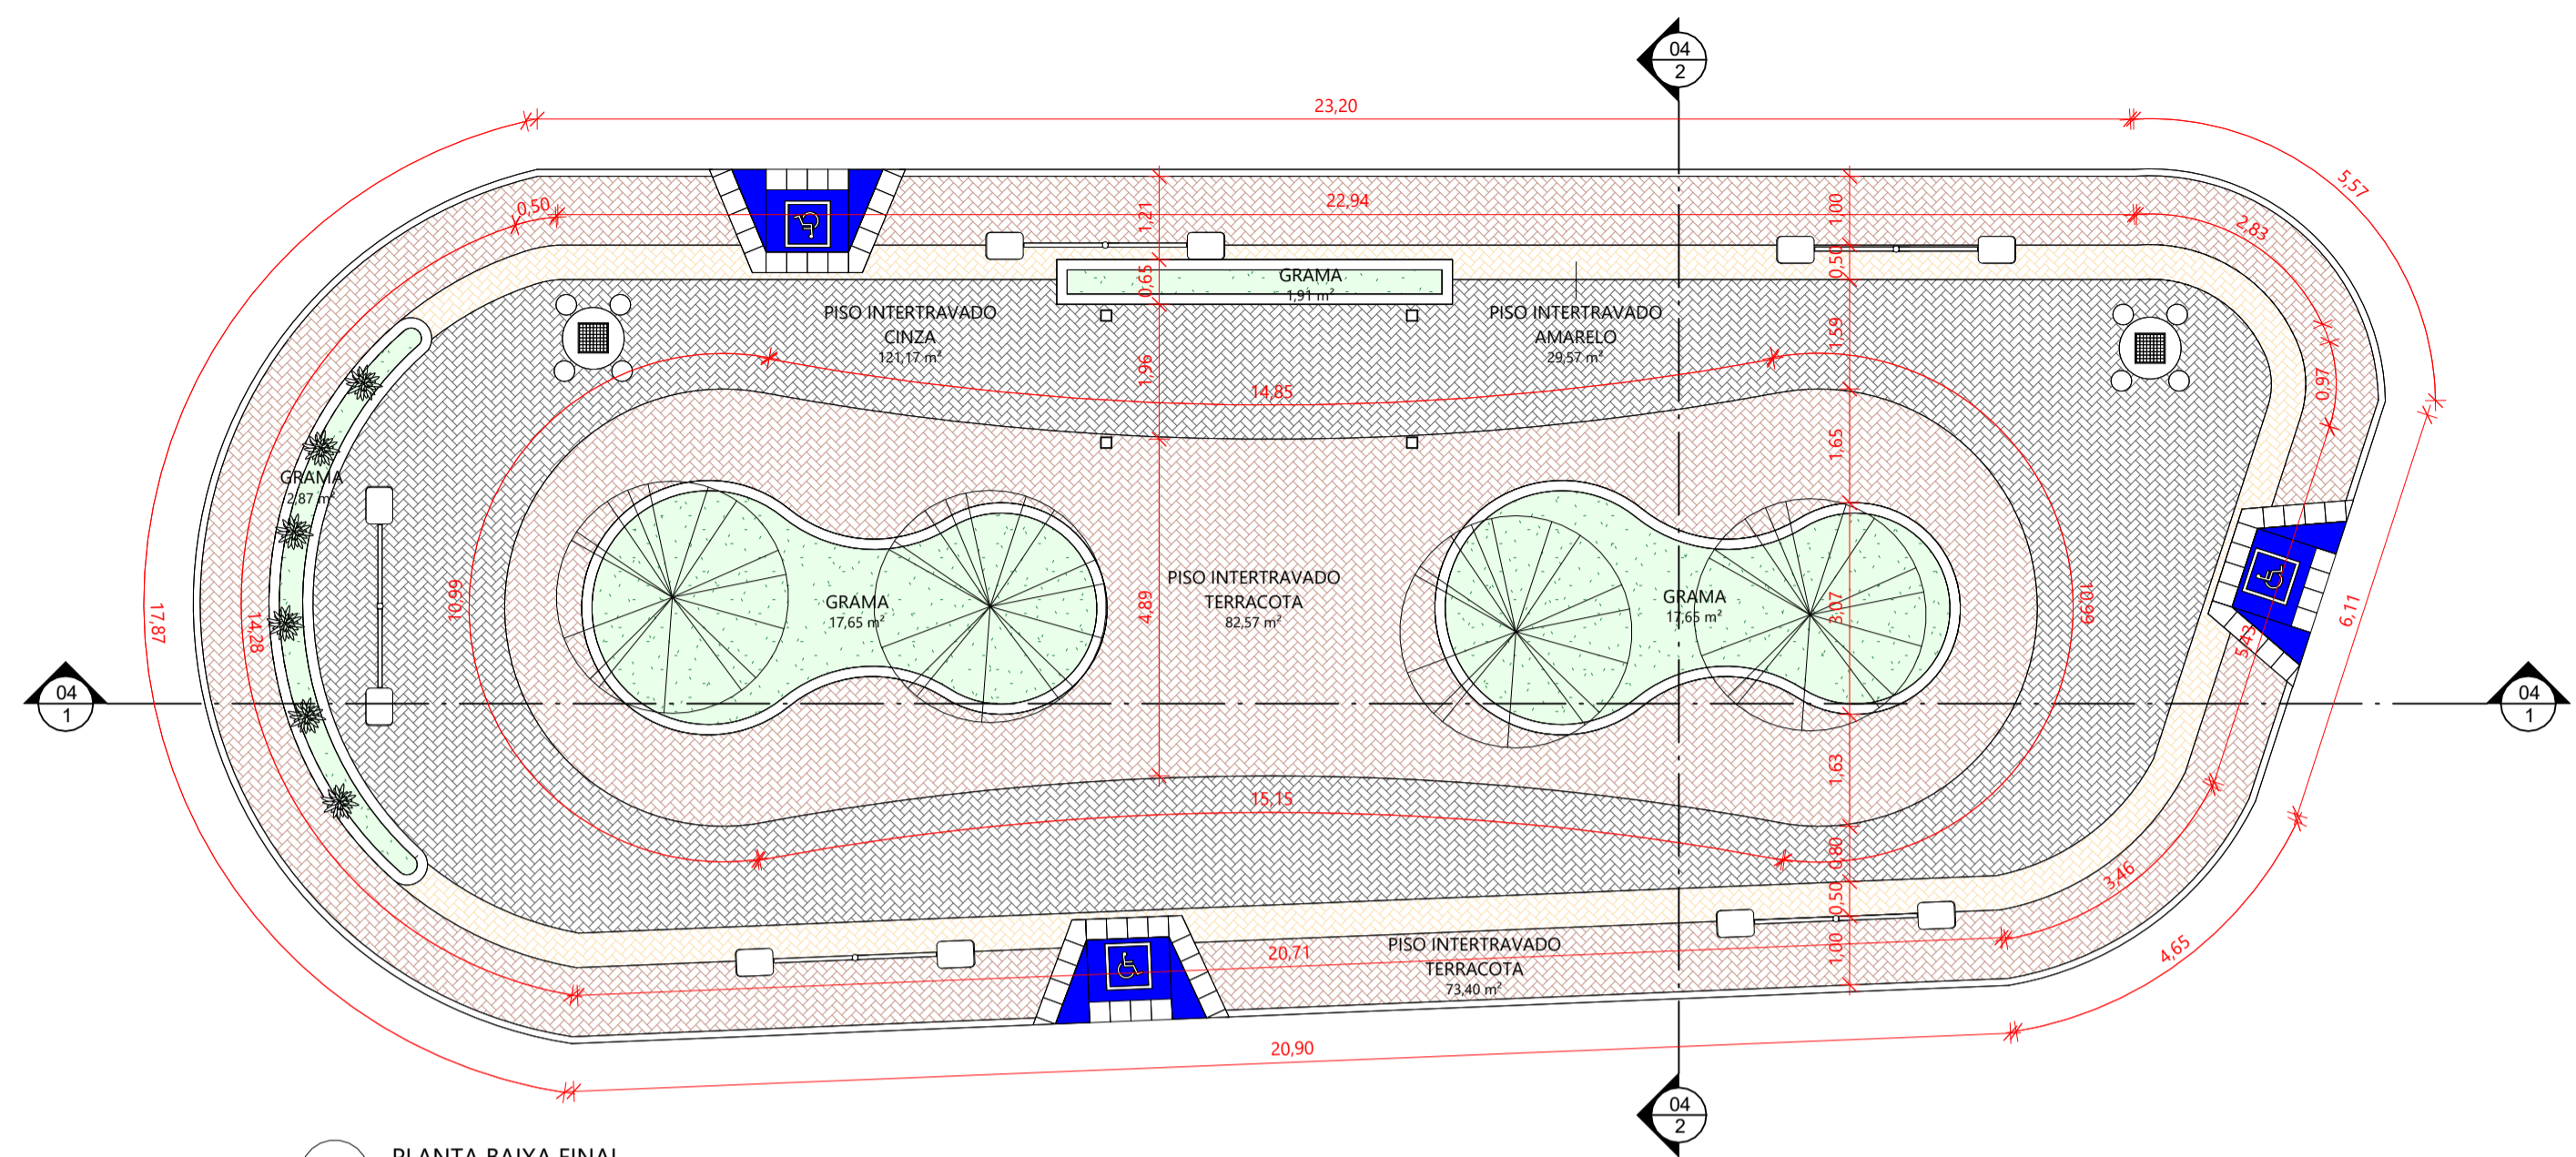 04
2
23,20
5,57
0,50
22,94
1,21
1,00
2,83
0,50
0,65
GRAMA
1,91 m²
PISO INTERTRAVADO
CINZA
121,17 m²
PISO INTERTRAVADO
AMARELO
29,57 m²
1,59
1,96
0,97
14,85
1,65
GRAMA
2,87 m²
17,87
14,28
10,99
GRAMA
17,65 m²
4,89
PISO INTERTRAVADO
TERRACOTA
82,57 m²
GRAMA
17,65 m²
3,07
10,99
5,43
6,11
04
1
04
1
1,63
15,15
0,80
0,50
3,46
1,00
20,71
PISO INTERTRAVADO
TERRACOTA
73,40 m²
4,65
20,90
04
2
PLANTA BAIXA FINAL